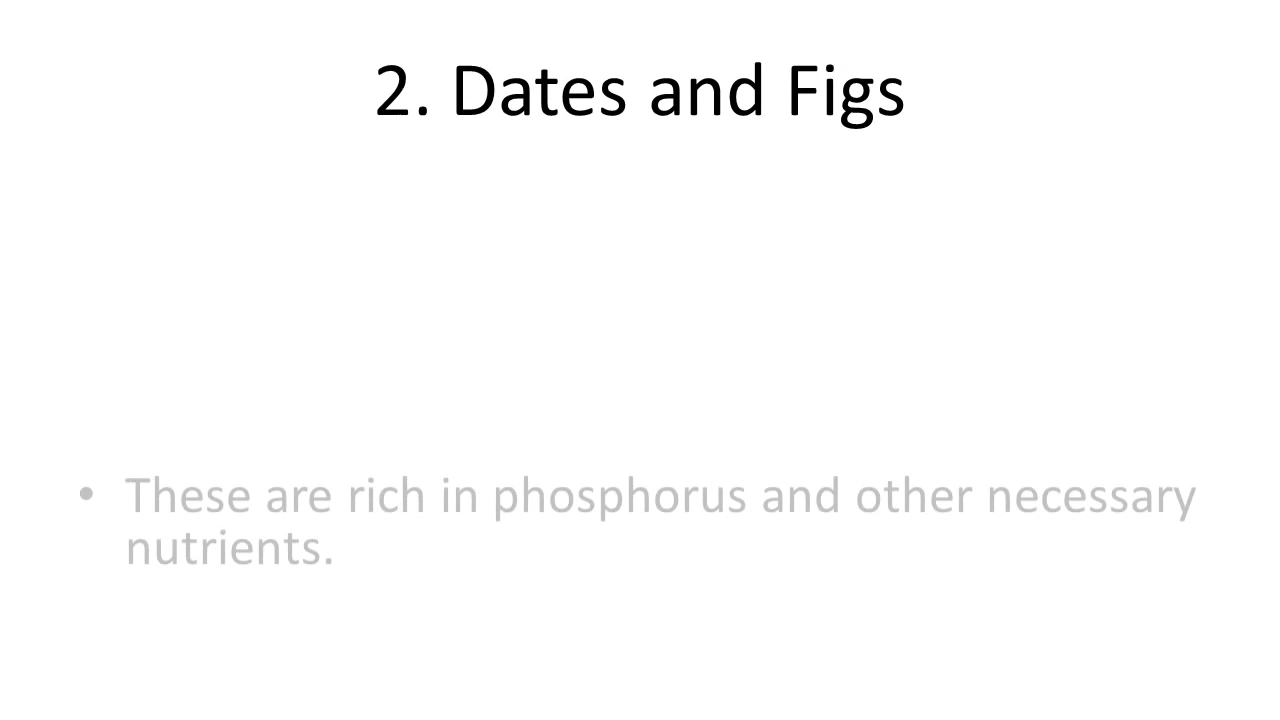 2. Dates and Figs
• These are rich in phosphorus and other necessary
nutrients.